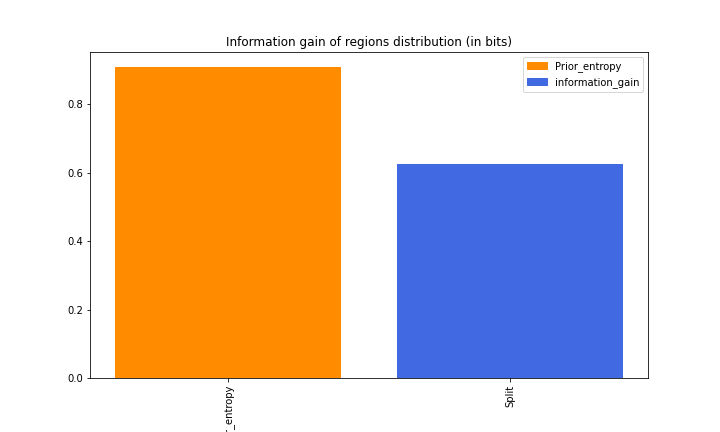 Information gain of regions distribution (in bits)
Prior_entropy
information_gain
0.8
0.6
0.4
0.2
0.0
r_entropy
Split